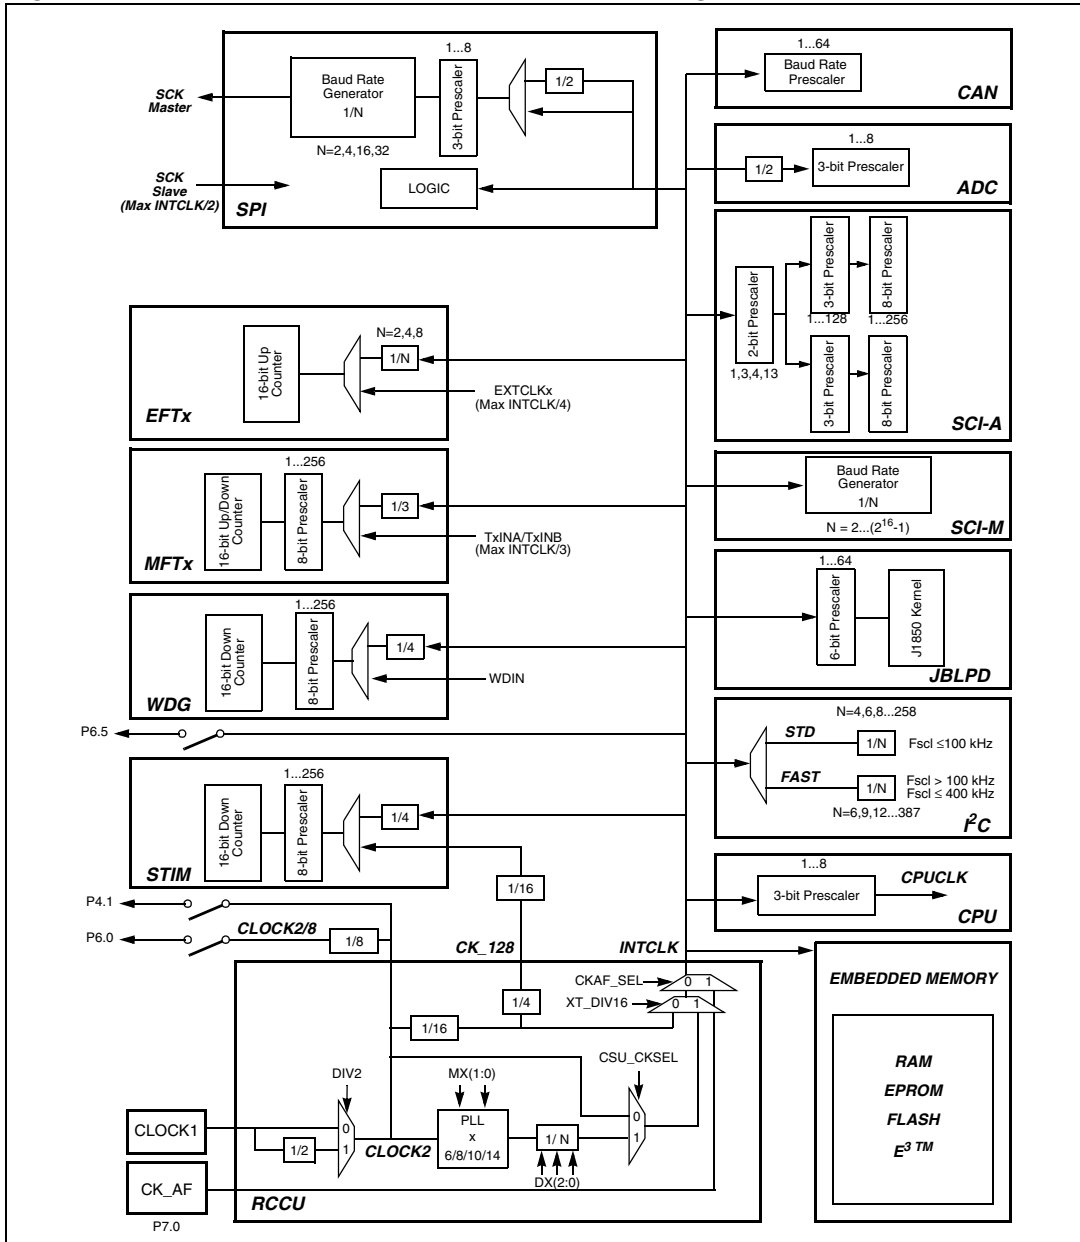 1...8
Baud Rate
Generator
1/N
N=2,4,16,32
3-bit Prescaler
1/2
SCK
Master
SCK
Slave
(Max INTCLK/2)
LOGIC
SPI
1...64
Baud Rate
Prescaler
CAN
1...8
1/2
3-bit Prescaler
ADC
2-bit Prescaler
1,3,4,13
3-bit Prescaler
1...128
8-bit Prescaler
1...256
3-bit Prescaler
8-bit Prescaler
SCI-A
16-bit Up
Counter
N=2,4,8
1/N
EXTCLKx
(Max INTCLK/4)
EFTx
1...256
16-bit Up/Down
Counter
8-bit Prescaler
1/3
TxINA/TxINB
(Max INTCLK/3)
MFTx
Baud Rate
Generator
1/N
N = 2...(2^16-1)
SCI-M
1...64
6-bit Prescaler
J1850 Kernel
JBLPD
1...256
16-bit Down
Counter
8-bit Prescaler
1/4
WDIN
WDG
P6.5
N=4,6,8...258
STD
1/N
Fscl ≤100 kHz
FAST
1/N
Fscl > 100 kHz
Fscl ≤ 400 kHz
N=6,9,12...387
I²C
1...256
16-bit Down
Counter
8-bit Prescaler
1/4
STIM
1/16
1...8
3-bit Prescaler
CPUCLK
CPU
P4.1
P6.0
CLOCK2/8
1/8
CK_128
INTCLK
CKAF_SEL
0 1
XT_DIV16
0 1
1/4
1/16
EMBEDDED MEMORY
RAM
EPROM
FLASH
E³ ™
CSU_CKSEL
DIV2
MX(1:0)
CLOCK1
1/2
0
1
CLOCK2
PLL
x
6/8/10/14
1/ N
DX(2:0)
0
1
CK_AF
P7.0
RCCU